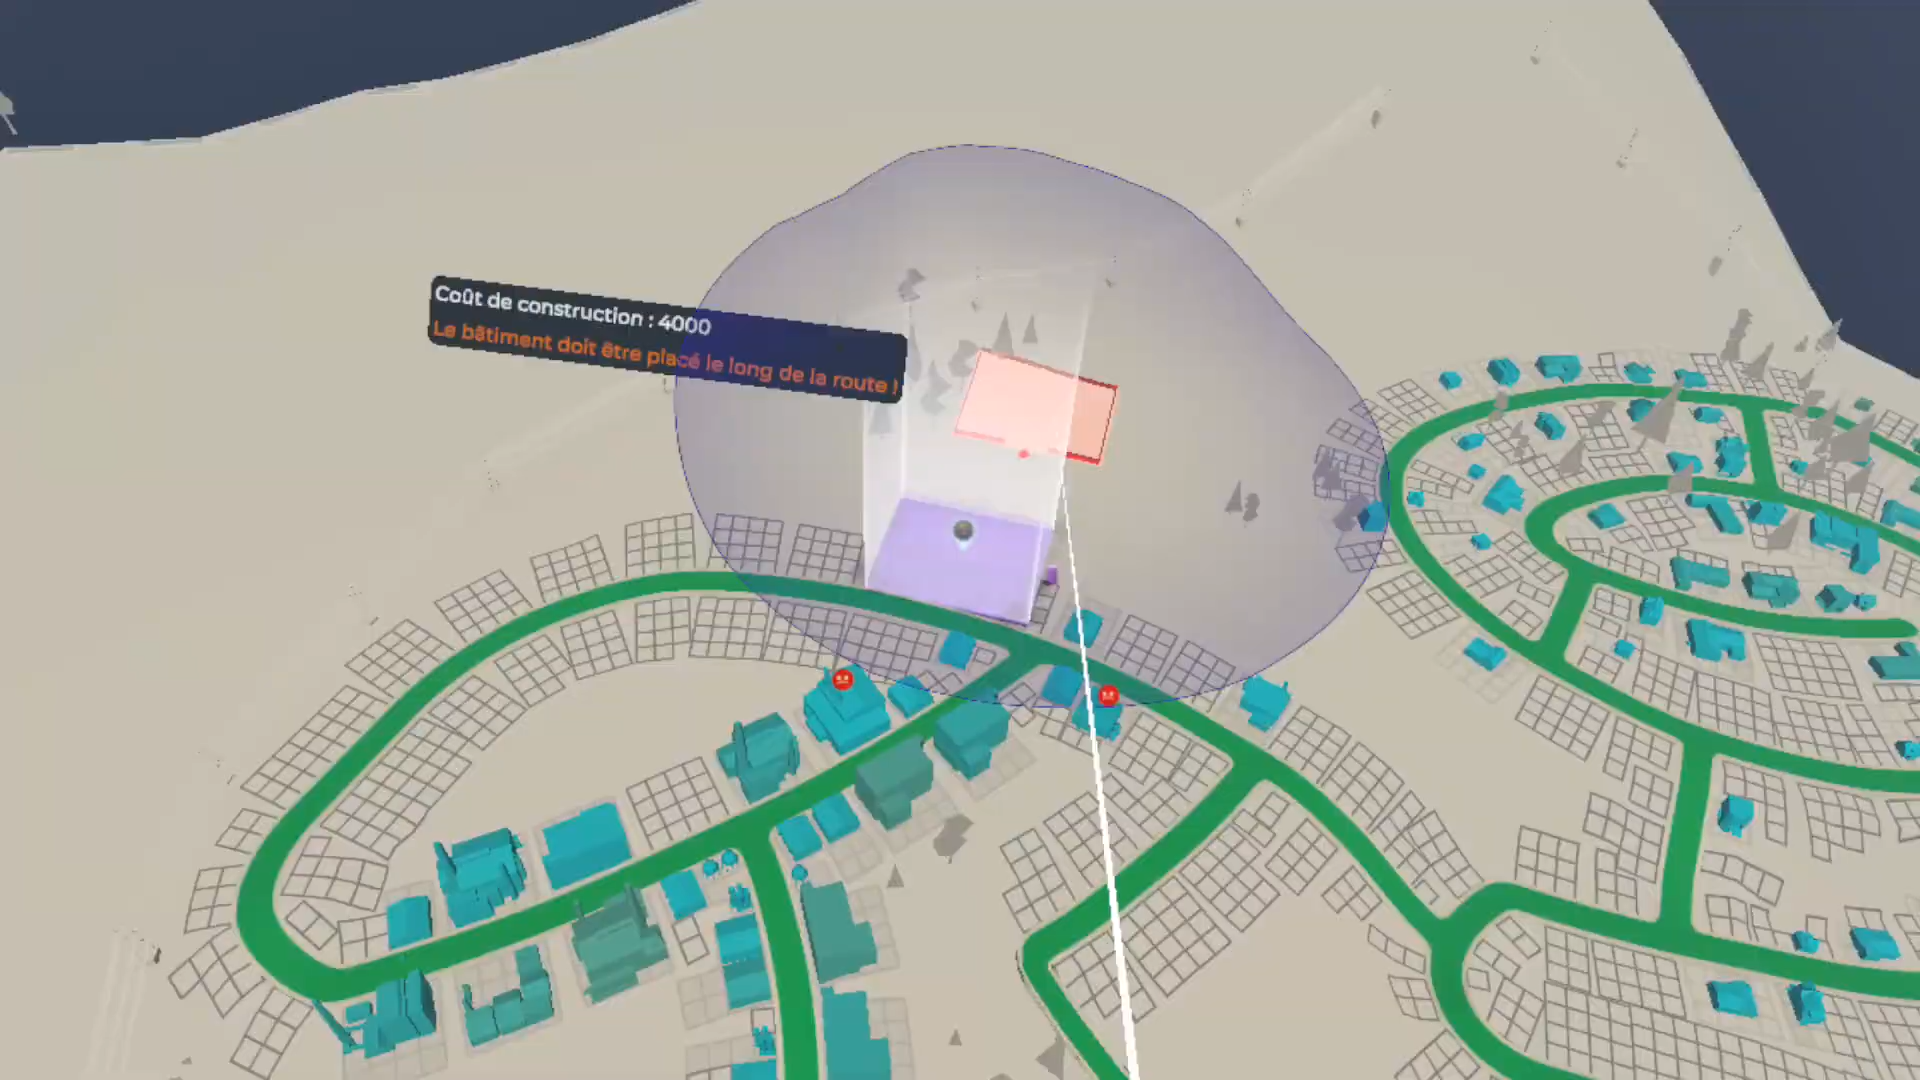 Coût de construction : 4000
Le bâtiment doit être placé le long de la route !